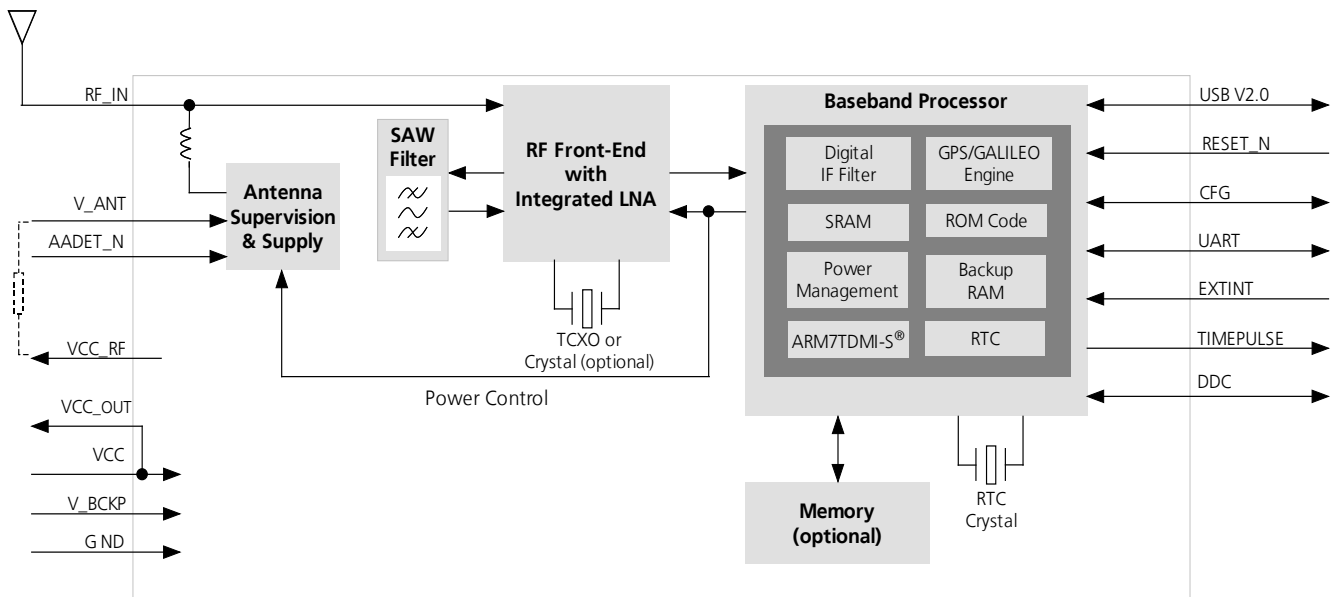 RF_IN
V_ANT
AADET_N
VCC_RF
VCC_OUT
VCC
V_BCKP
G ND
Antenna
Supervision
& Supply
SAW
Filter
RF Front-End
with
Integrated LNA
TCXO or
Crystal (optional)
Power Control
Baseband Processor
Digital
IF Filter
GPS/GALILEO
Engine
SRAM
ROM Code
Power
Management
Backup
RAM
ARM7TDMI-S®
RTC
Memory
(optional)
RTC
Crystal
USB V2.0
RESET_N
CFG
UART
EXTINT
TIMEPULSE
DDC